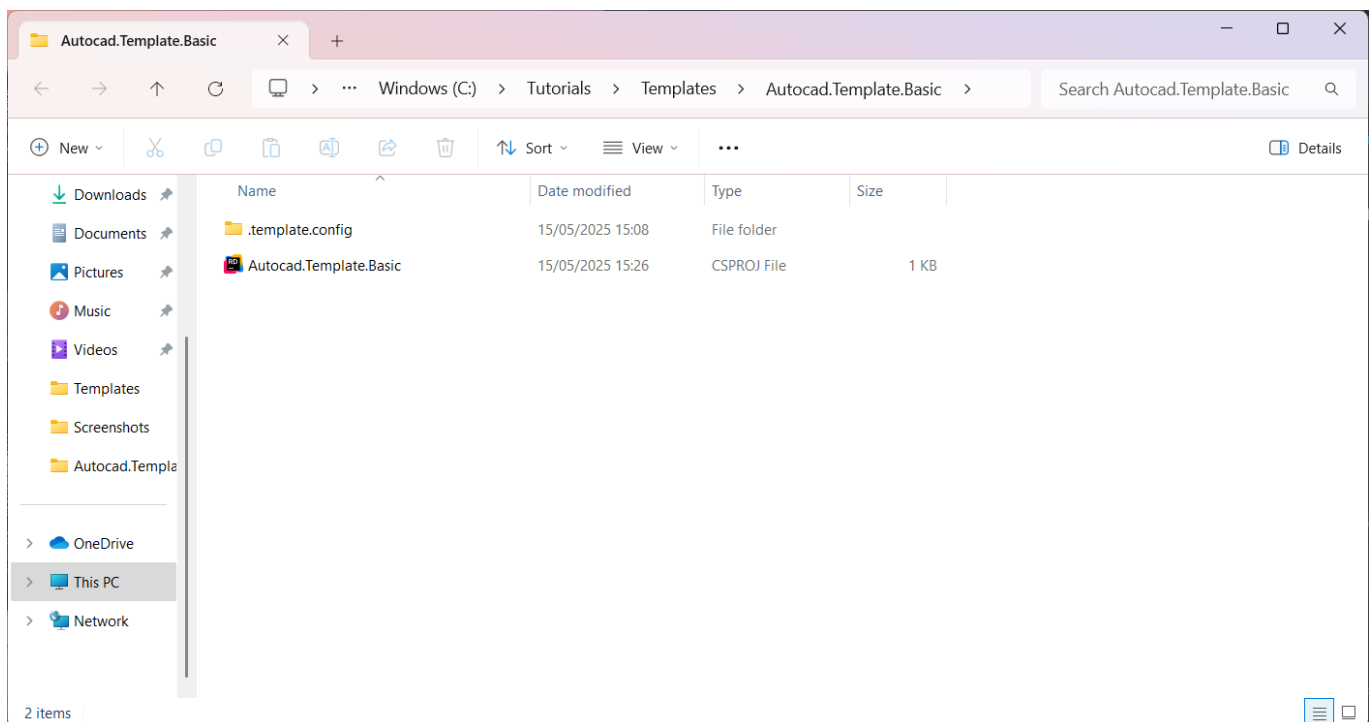 Autocad.Template.Basic
Windows (C:) > Tutorials > Templates > Autocad.Template.Basic >
Search Autocad.Template.Basic
New
Sort
View
Details
Name Date modified Type Size
Downloads
Documents
Pictures
Music
Videos
Templates
Screenshots
Autocad.Templa
OneDrive
This PC
Network
.template.config 15/05/2025 15:08 File folder
RD Autocad.Template.Basic 15/05/2025 15:26 CSPROJ File 1 KB
2 items